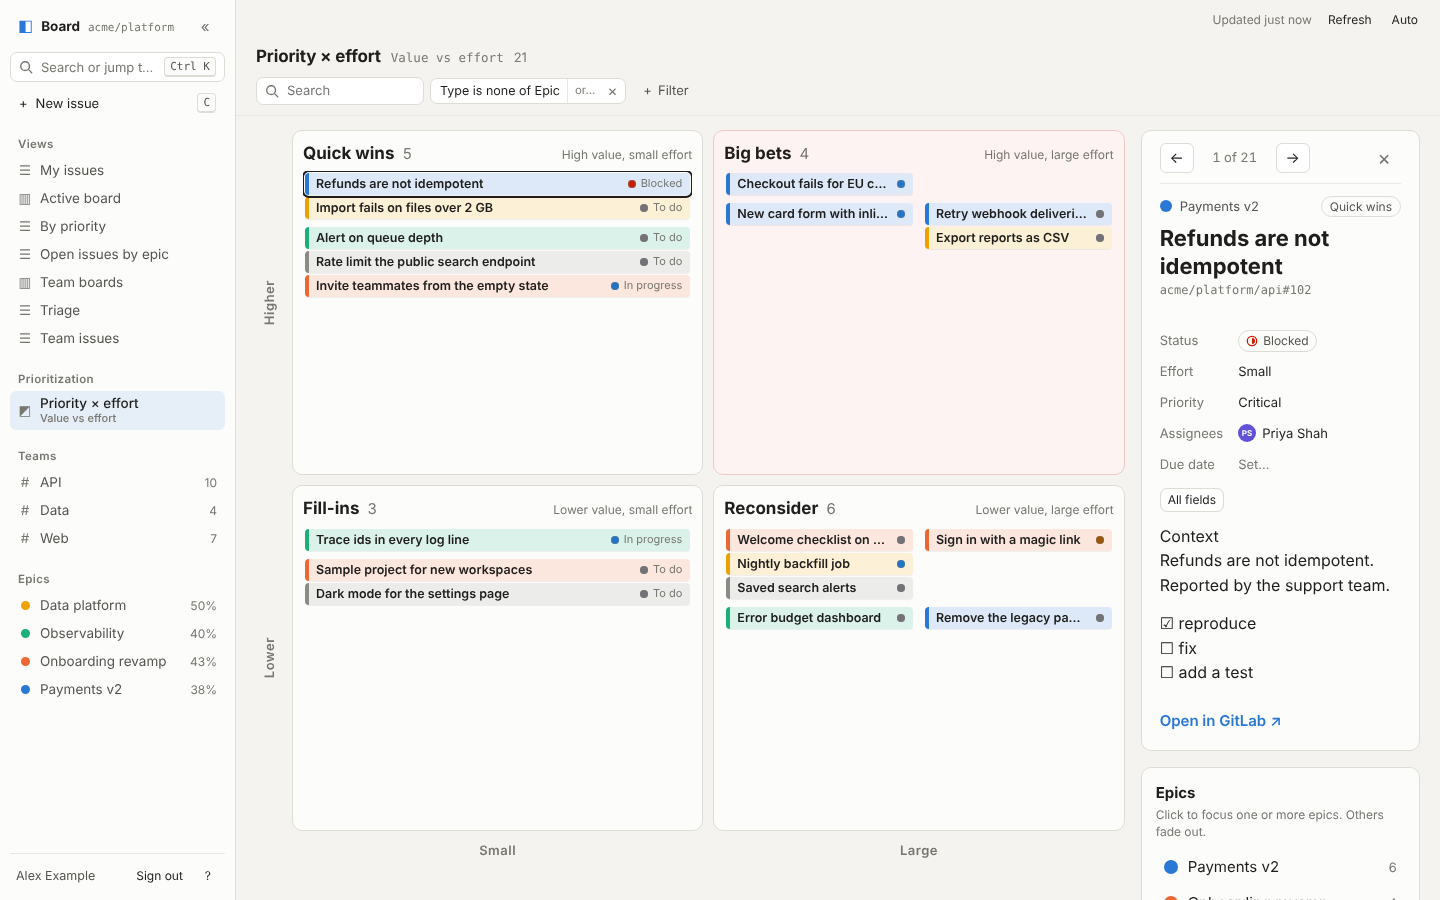 Board acme/platform «
Search or jump t... Ctrl K
+ New issue C
Views
My issues
Active board
By priority
Open issues by epic
Team boards
Triage
Team issues
Prioritization
Priority × effort
Value vs effort
Teams
# API 10
# Data 4
# Web 7
Epics
Data platform 50%
Observability 40%
Onboarding revamp 43%
Payments v2 38%
Alex Example Sign out ?
Updated just now Refresh Auto
Priority × effort Value vs effort 21
Search Type is none of Epic or... × + Filter
Higher
Lower
Quick wins 5 High value, small effort
Refunds are not idempotent Blocked
Import fails on files over 2 GB To do
Alert on queue depth To do
Rate limit the public search endpoint To do
Invite teammates from the empty state In progress
Big bets 4 High value, large effort
Checkout fails for EU c...
New card form with inli... Retry webhook deliveri...
Export reports as CSV
Fill-ins 3 Lower value, small effort
Trace ids in every log line In progress
Sample project for new workspaces To do
Dark mode for the settings page To do
Reconsider 6 Lower value, large effort
Welcome checklist on ... Sign in with a magic link
Nightly backfill job
Saved search alerts
Error budget dashboard Remove the legacy pa...
Small Large
← 1 of 21 → ×
Payments v2 Quick wins
Refunds are not
idempotent
acme/platform/api#102
Status Blocked
Effort Small
Priority Critical
Assignees PS Priya Shah
Due date Set...
All fields
Context
Refunds are not idempotent.
Reported by the support team.
☑ reproduce
☐ fix
☐ add a test
Open in GitLab ↗
Epics
Click to focus one or more epics. Others
fade out.
Payments v2 6